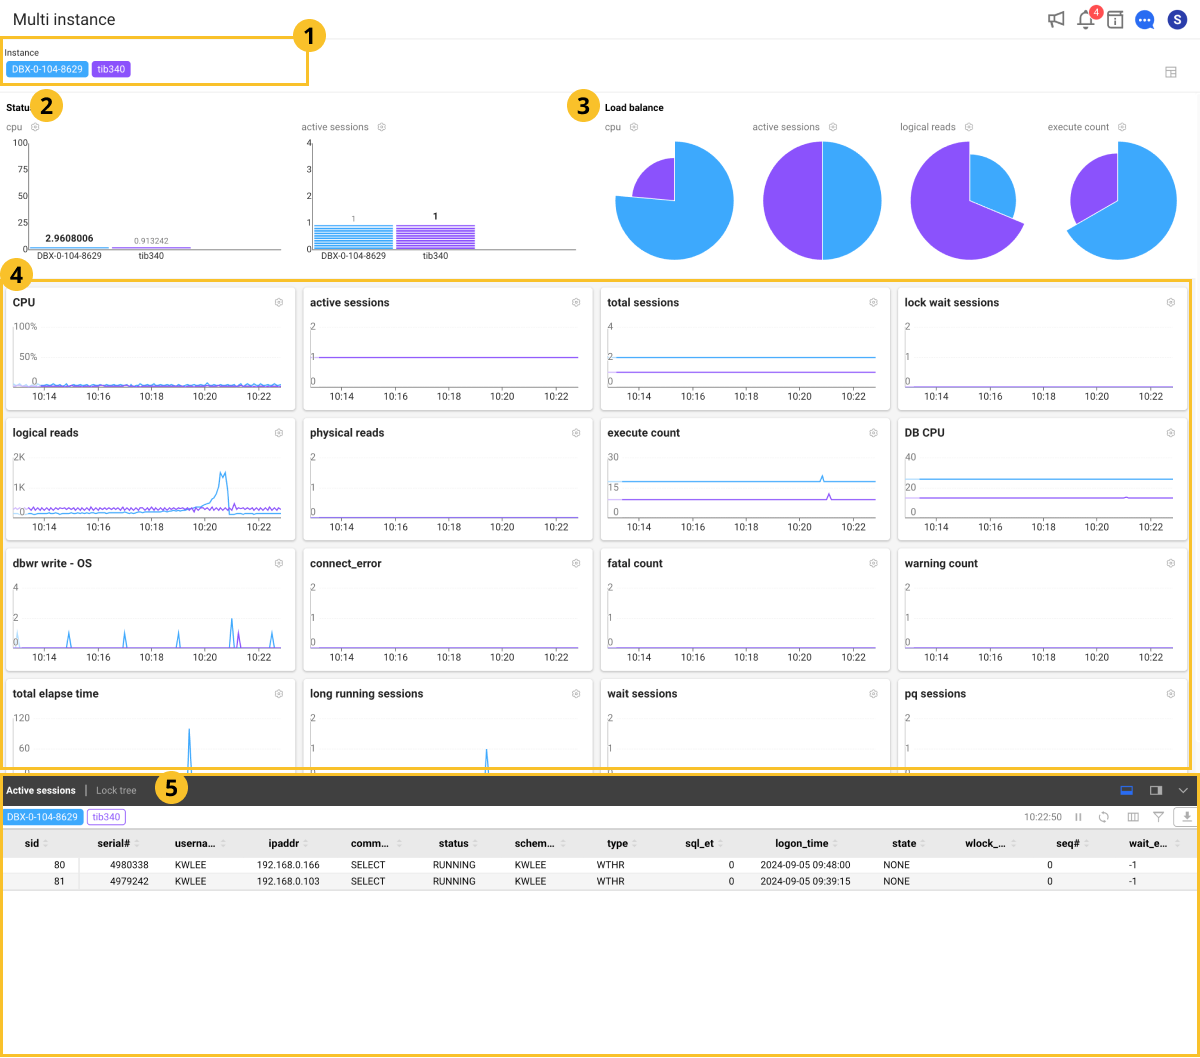 Multi instance
4
S
1
Instance
DBX-0-104-8629 tib340
Statu 2
3 Load balance
cpu
active sessions
cpu
active sessions
logical reads
execute count
100
75
50
25
0
2.9608006
0.913242
DBX-0-104-8629
tib340
4
3
2
1
0
1
1
DBX-0-104-8629
tib340
4
CPU
100%
50%
0
10:14 10:16 10:18 10:20 10:22
active sessions
2
1
0
10:14 10:16 10:18 10:20 10:22
total sessions
4
2
0
10:14 10:16 10:18 10:20 10:22
lock wait sessions
2
1
0
10:14 10:16 10:18 10:20 10:22
logical reads
2K
1K
0
10:14 10:16 10:18 10:20 10:22
physical reads
2
1
0
10:14 10:16 10:18 10:20 10:22
execute count
30
15
0
10:14 10:16 10:18 10:20 10:22
DB CPU
40
20
0
10:14 10:16 10:18 10:20 10:22
dbwr write - OS
4
2
0
10:14 10:16 10:18 10:20 10:22
connect_error
2
1
0
10:14 10:16 10:18 10:20 10:22
fatal count
2
1
0
10:14 10:16 10:18 10:20 10:22
warning count
2
1
0
10:14 10:16 10:18 10:20 10:22
total elapse time
120
60
long running sessions
2
1
wait sessions
2
1
pq sessions
2
1
Active sessions | Lock tree 5
DBX-0-104-8629 tib340 10:22:50
sid serial# userna... ipaddr comm... status schem... type sql_et logon_time state wlock_... seq# wait_e...
80 4980338 KWLEE 192.168.0.166 SELECT RUNNING KWLEE WTHR 0 2024-09-05 09:48:00 NONE 0 -1
81 4979242 KWLEE 192.168.0.103 SELECT RUNNING KWLEE WTHR 0 2024-09-05 09:39:15 NONE 0 -1